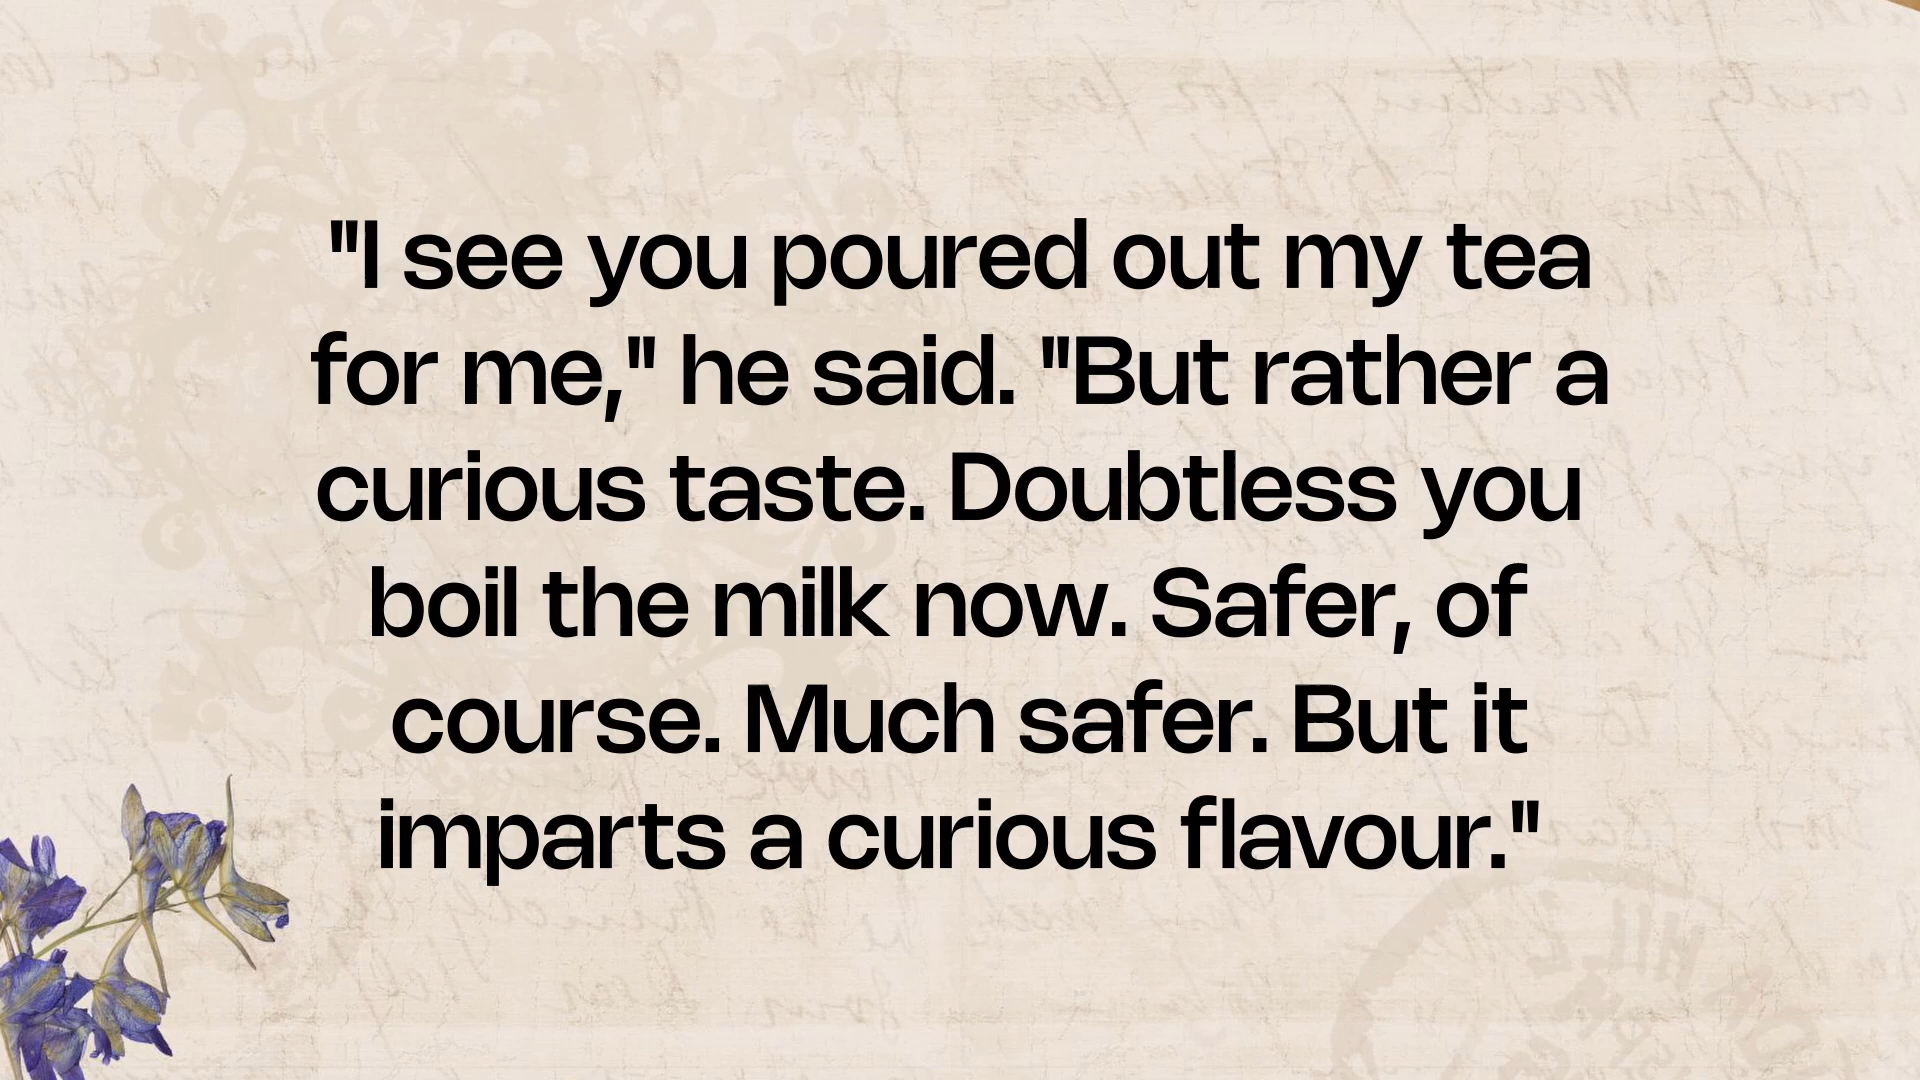 "I see you poured out my tea
for me," he said. "But rather a
curious taste. Doubtless you
boil the milk now. Safer, of
course. Much safer. But it
imparts a curious flavour."